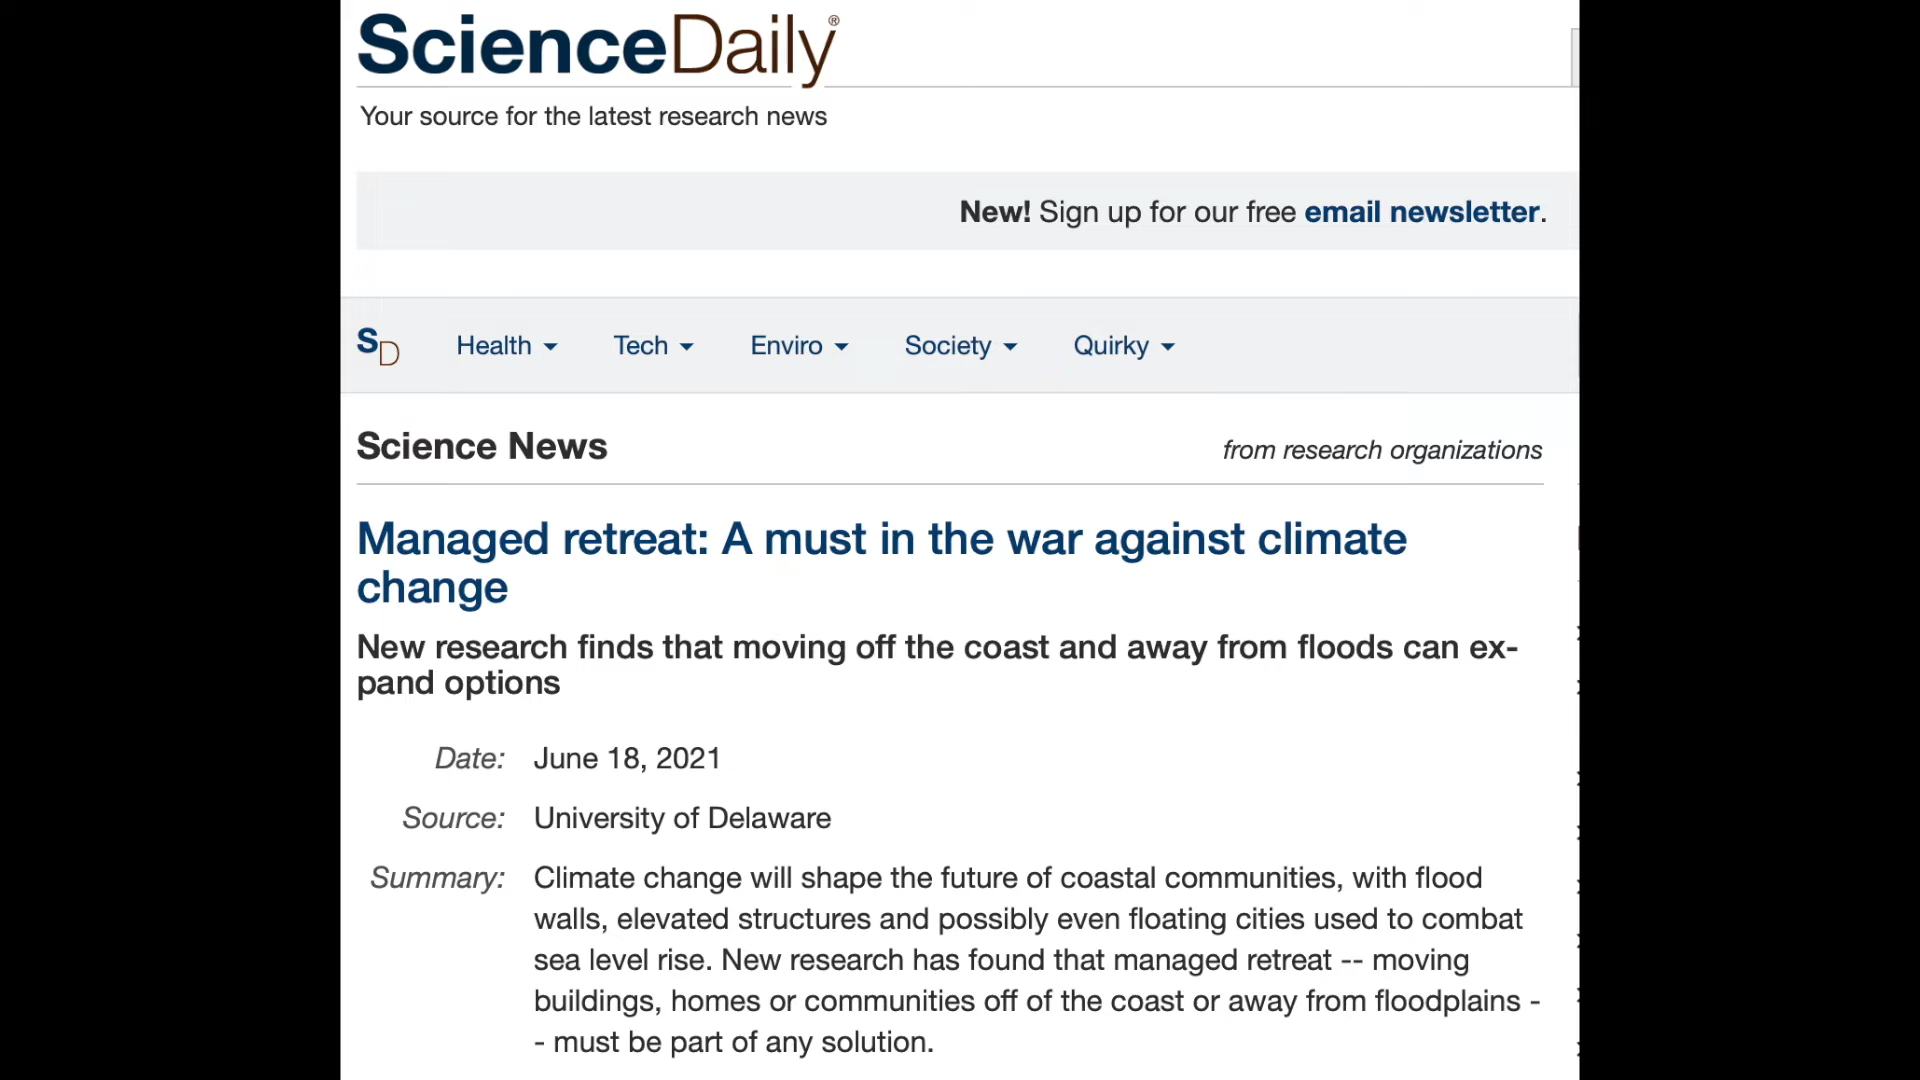 ScienceDaily®
Your source for the latest research news
New! Sign up for our free email newsletter.
SD Health Tech Enviro Society Quirky
Science News
from research organizations
Managed retreat: A must in the war against climate
change
New research finds that moving off the coast and away from floods can ex-
pand options
Date: June 18, 2021
Source: University of Delaware
Summary: Climate change will shape the future of coastal communities, with flood
walls, elevated structures and possibly even floating cities used to combat
sea level rise. New research has found that managed retreat -- moving
buildings, homes or communities off of the coast or away from floodplains -
- must be part of any solution.